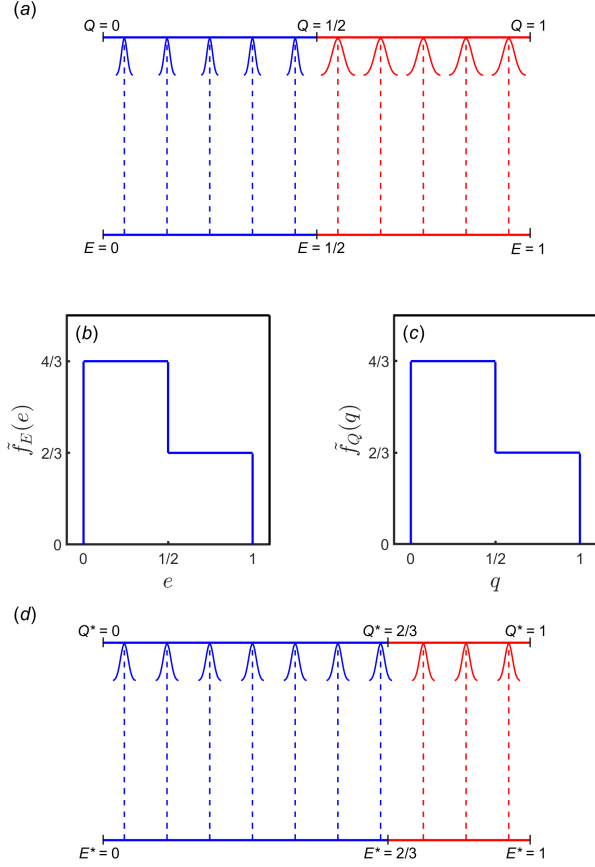 (a)
Q = 0 Q = 1/2 Q = 1
E = 0 E = 1/2 E = 1
(b) (c)
4/3 4/3
f̃_E(e) f̃_Q(q)
2/3 2/3
0 0
0 1/2 1 0 1/2 1
e q
(d)
Q* = 0 Q* = 2/3 Q* = 1
E* = 0 E* = 2/3 E* = 1